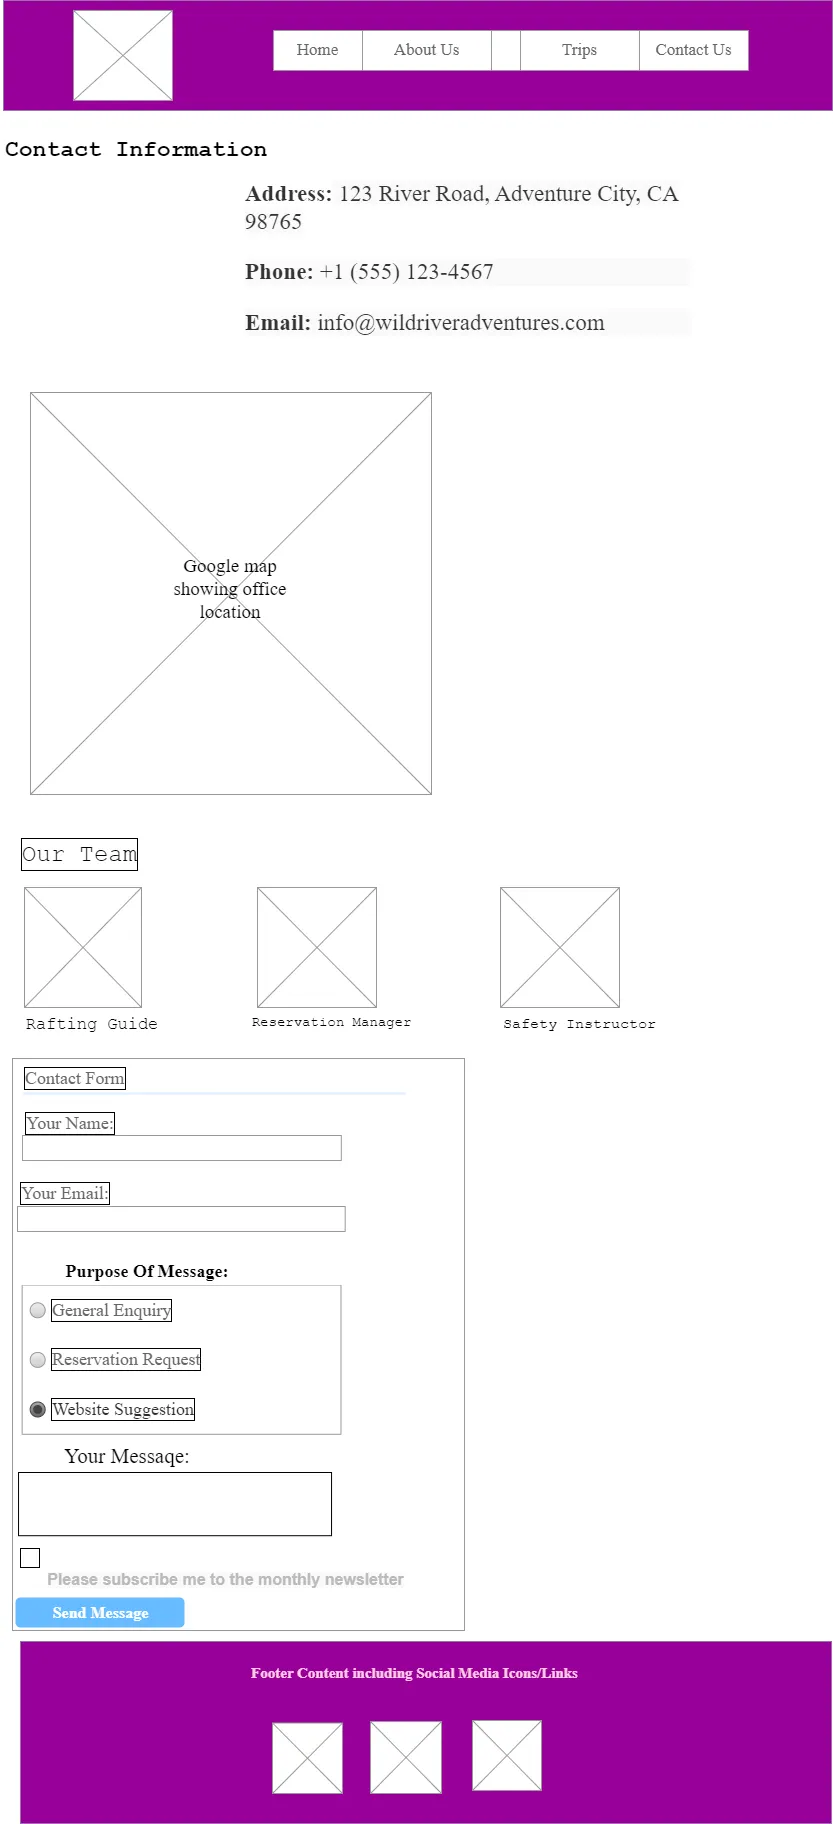 Home About Us Trips Contact Us
Contact Information
Address: 123 River Road, Adventure City, CA
98765
Phone: +1 (555) 123-4567
Email: info@wildriveradventures.com
Google map
showing office
location
Our Team
Rafting Guide Reservation Manager Safety Instructor
Contact Form
Your Name:
Your Email:
Purpose Of Message:
General Enquiry
Reservation Request
Website Suggestion
Your Messaqe:
Please subscribe me to the monthly newsletter
Send Message
Footer Content including Social Media Icons/Links